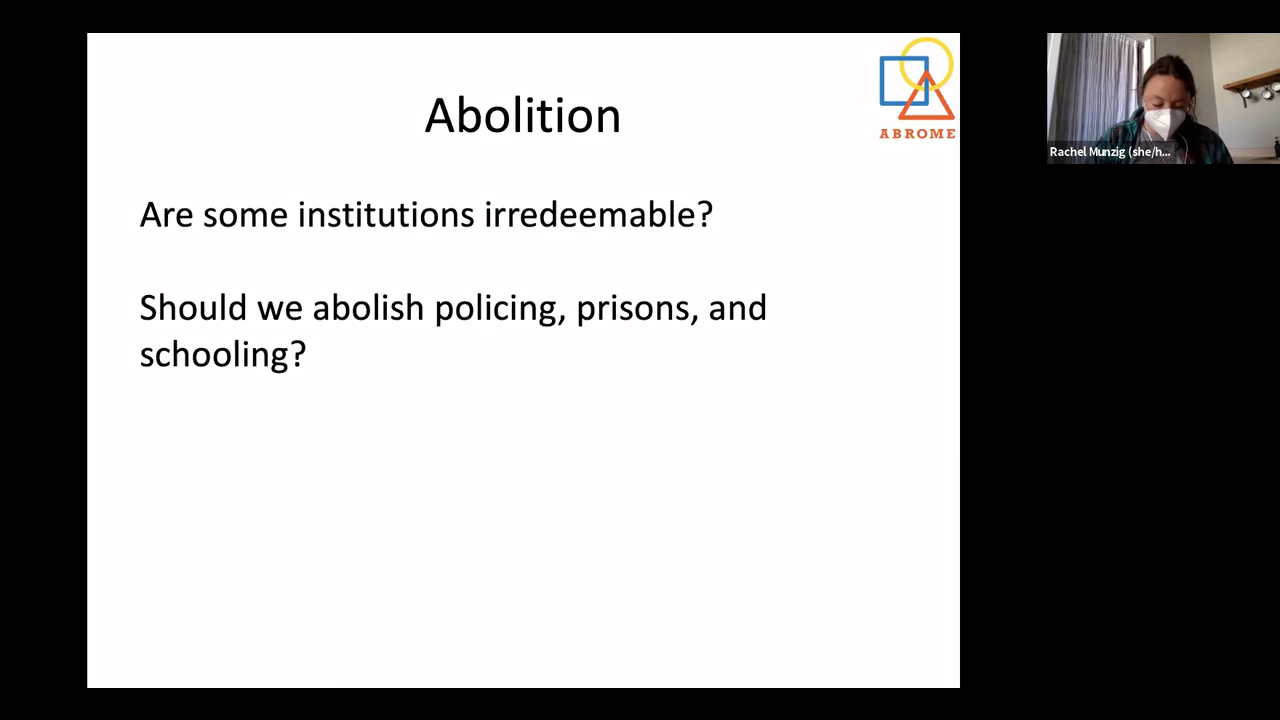 Abolition
ABROME
Are some institutions irredeemable?
Should we abolish policing, prisons, and
schooling?
Rachel Munzig (she/h...